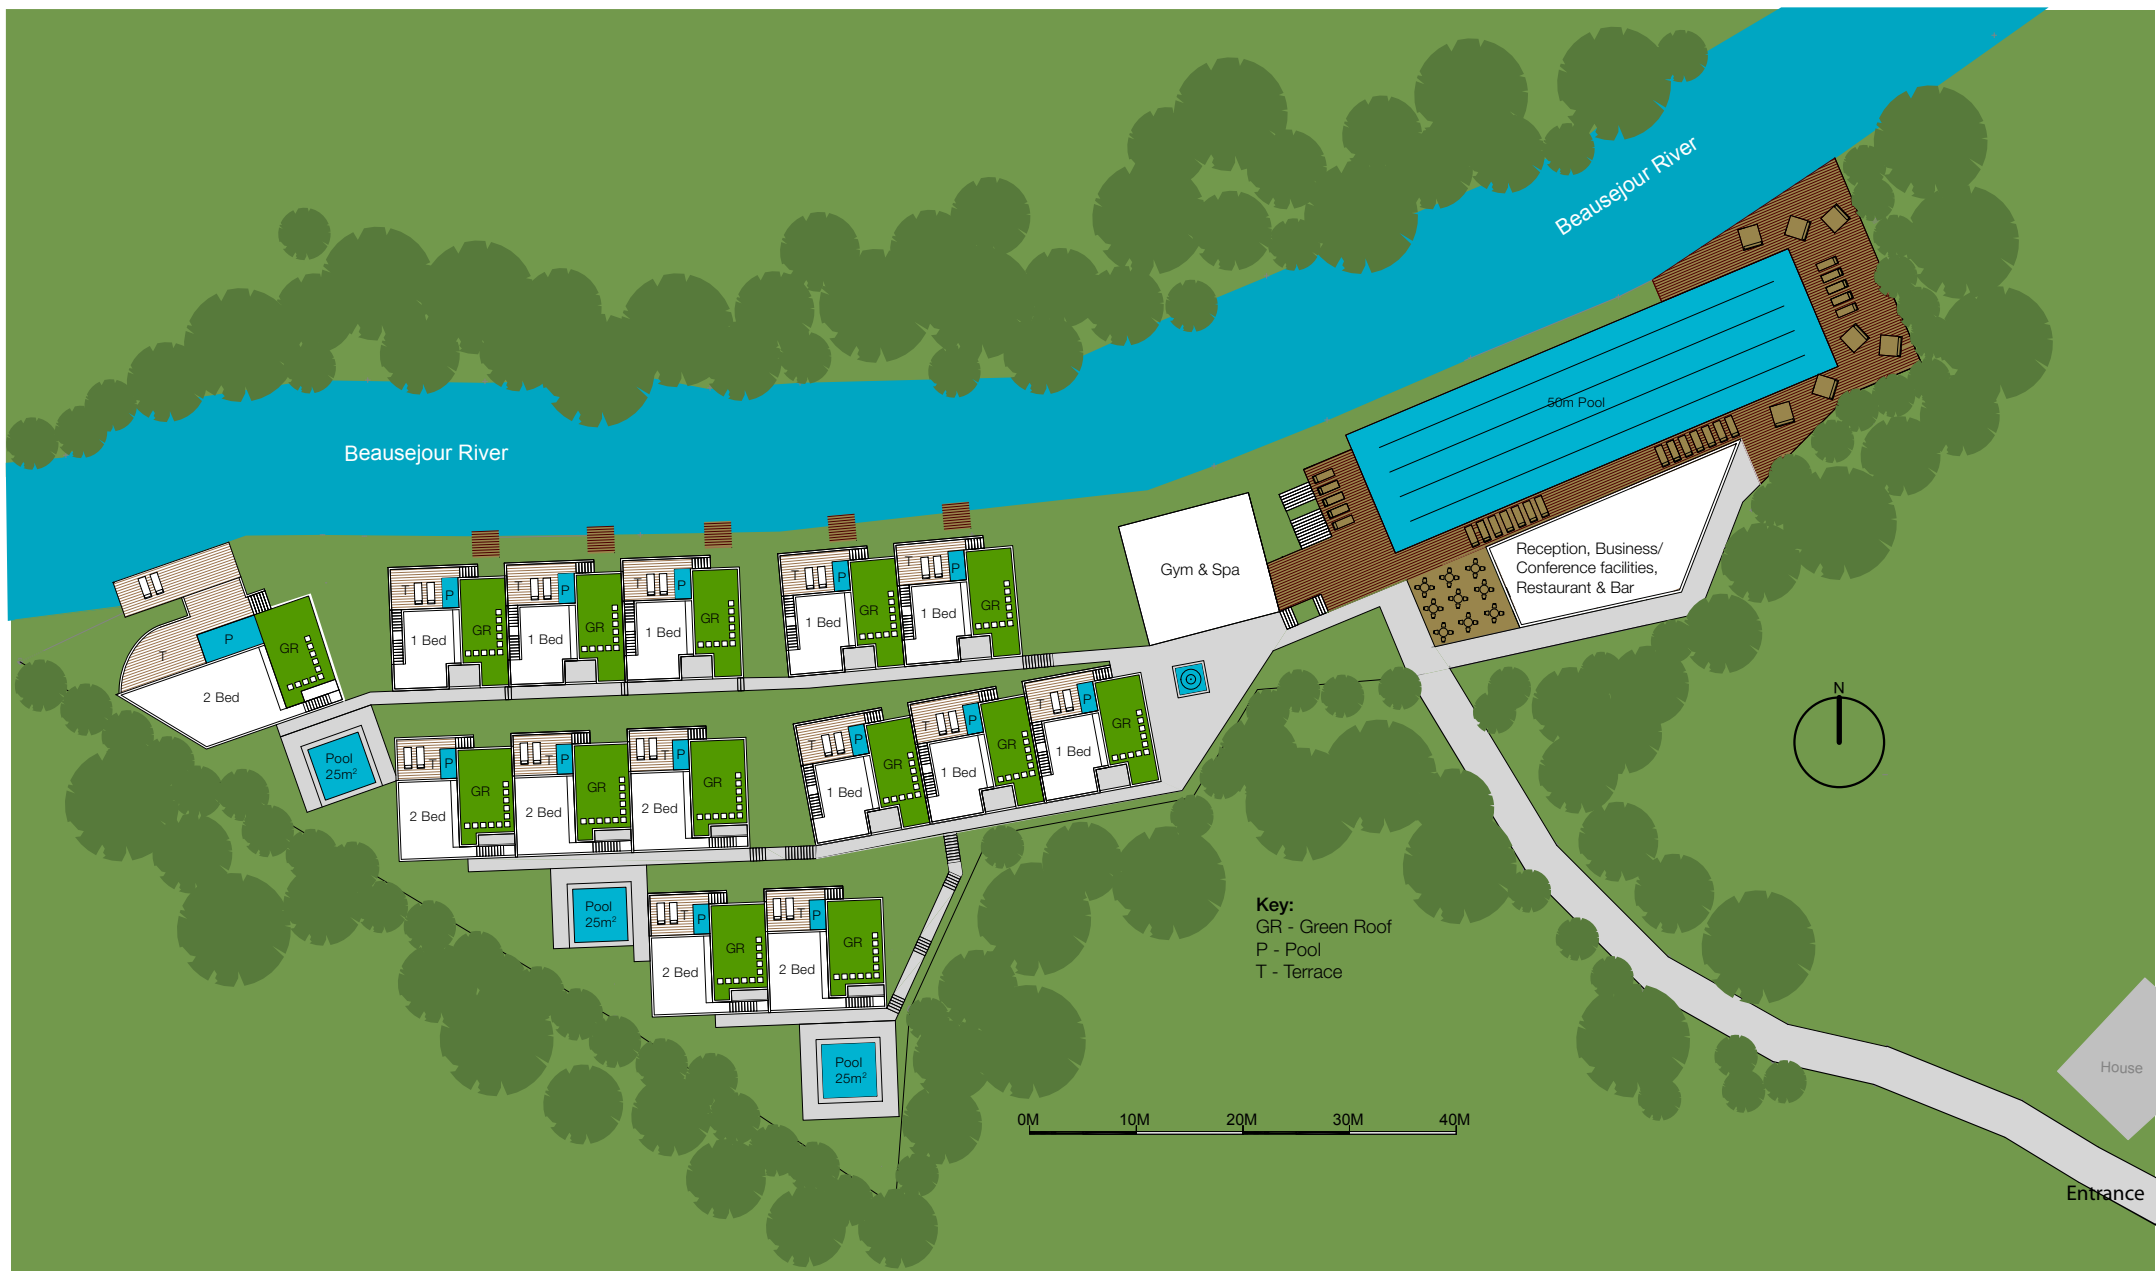 Beausejour River
Beausejour River
50m Pool
Reception, Business/
Conference facilities,
Restaurant & Bar
Gym & Spa
T
P
GR
1 Bed
T
P
GR
1 Bed
T
P
GR
1 Bed
T
P
GR
1 Bed
T
P
GR
1 Bed
T
P
GR
2 Bed
Pool
25m²
T
P
GR
2 Bed
T
P
GR
2 Bed
T
P
GR
2 Bed
T
P
GR
1 Bed
T
P
GR
1 Bed
T
P
GR
1 Bed
N
Pool
25m²
T
P
GR
2 Bed
T
P
GR
2 Bed
Pool
25m²
Key:
GR - Green Roof
P - Pool
T - Terrace
0M 10M 20M 30M 40M
House
Entrance